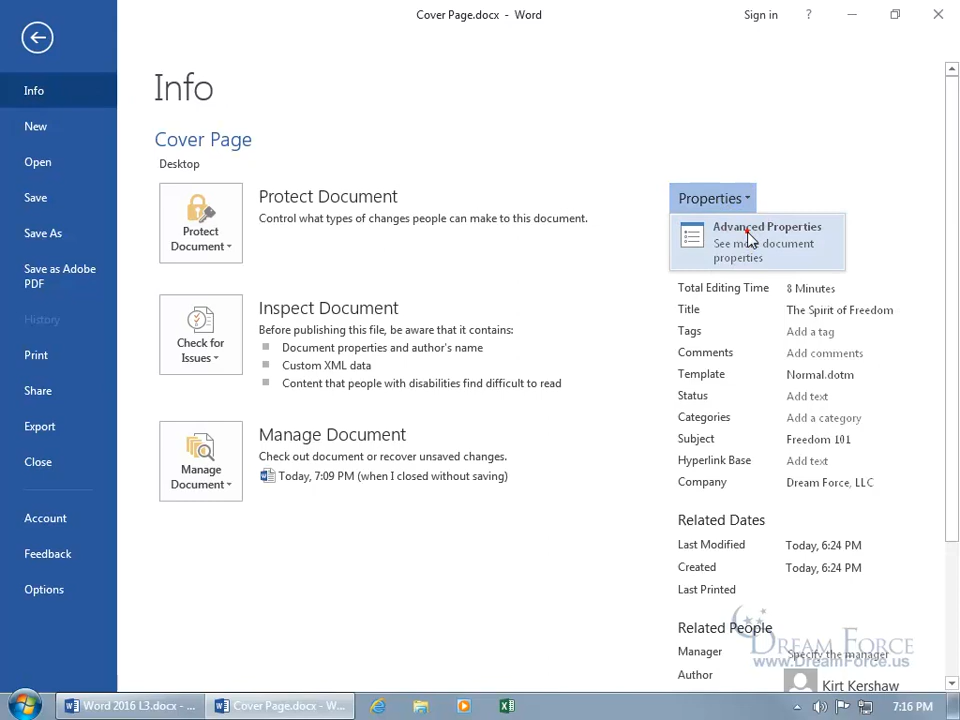 Cover Page.docx - Word
Sign in
?
Info
New
Open
Save
Save As
Save as Adobe
PDF
History
Print
Share
Export
Close
Account
Feedback
Options
Info
Cover Page
Desktop
Protect
Document
Protect Document
Control what types of changes people can make to this document.
Check for
Issues
Inspect Document
Before publishing this file, be aware that it contains:
Document properties and author's name
Custom XML data
Content that people with disabilities find difficult to read
Manage
Document
Manage Document
Check out document or recover unsaved changes.
Today, 7:09 PM (when I closed without saving)
Properties
Advanced Properties
See more document
properties
Total Editing Time 8 Minutes
Title The Spirit of Freedom
Tags Add a tag
Comments Add comments
Template Normal.dotm
Status Add text
Categories Add a category
Subject Freedom 101
Hyperlink Base Add text
Company Dream Force, LLC
Related Dates
Last Modified Today, 6:24 PM
Created Today, 6:24 PM
Last Printed
Related People
Manager Specify the manager
Author Kirt Kershaw
DREAM FORCE
www.DreamForce.us
Word 2016 L3.docx - ...
Cover Page.docx - W...
7:16 PM